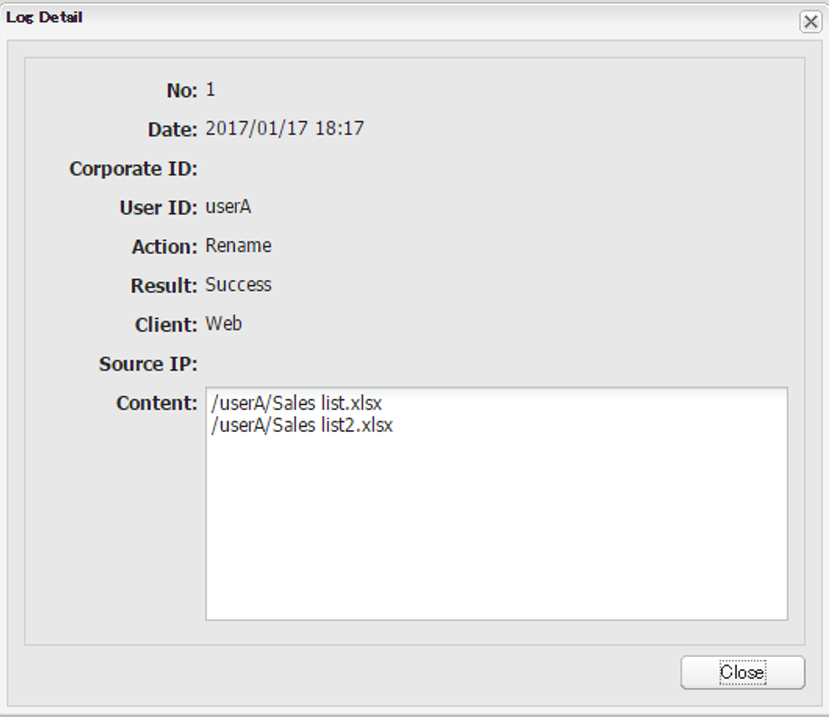 Log Detail
No: 1
Date: 2017/01/17 18:17
Corporate ID:
User ID: userA
Action: Rename
Result: Success
Client: Web
Source IP:
Content: /userA/Sales list.xlsx
/userA/Sales list2.xlsx
Close